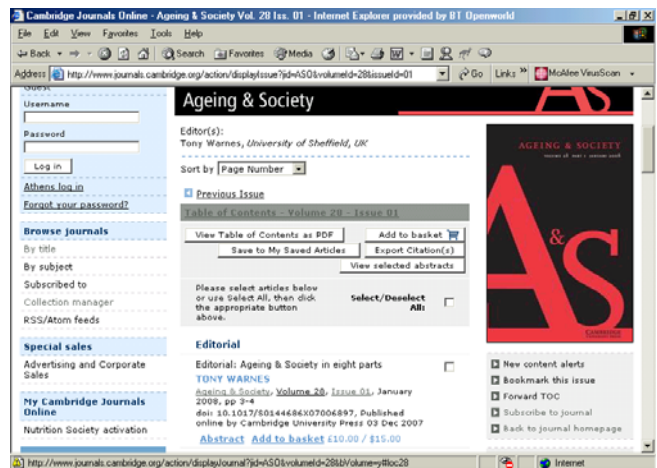 Cambridge Journals Online - Ageing & Society Vol. 28 Iss. 01 - Internet Explorer provided by BT Openworld
File Edit View Favorites Tools Help
Back Search Favorites Media
Address http://www.journals.cambridge.org/action/displayIssue?jid=ASO&volumeId=28&issueId=01 Go Links » McAfee VirusScan
Guest
Username
Password
Log in
Athens log in
Forgot your password?
Browse journals
By title
By subject
Subscribed to
Collection manager
RSS/Atom feeds
Special sales
Advertising and Corporate
Sales
My Cambridge Journals
Online
Nutrition Society activation
Ageing & Society
Editor(s):
Tony Warnes, University of Sheffield, UK
Sort by Page Number
Previous Issue
Table of Contents - Volume 28 - Issue 01
View Table of Contents as PDF Add to basket
Save to My Saved Articles Export Citation(s)
View selected abstracts
Please select articles below
or use Select All, then click
the appropriate button
above.
Select/Deselect
All:
Editorial
Editorial: Ageing & Society in eight parts
TONY WARNES
Ageing & Society, Volume 28, Issue 01, January
2008, pp 3-4
doi: 10.1017/S0144686X07006897, Published
online by Cambridge University Press 03 Dec 2007
Abstract Add to basket £10.00 / $15.00
AGEING & SOCIETY
A&S
CAMBRIDGE
New content alerts
Bookmark this issue
Forward TOC
Subscribe to journal
Back to journal homepage
http://www.journals.cambridge.org/action/displayJournal?jid=ASO&volumeId=28&bVolume=y#loc28 Internet